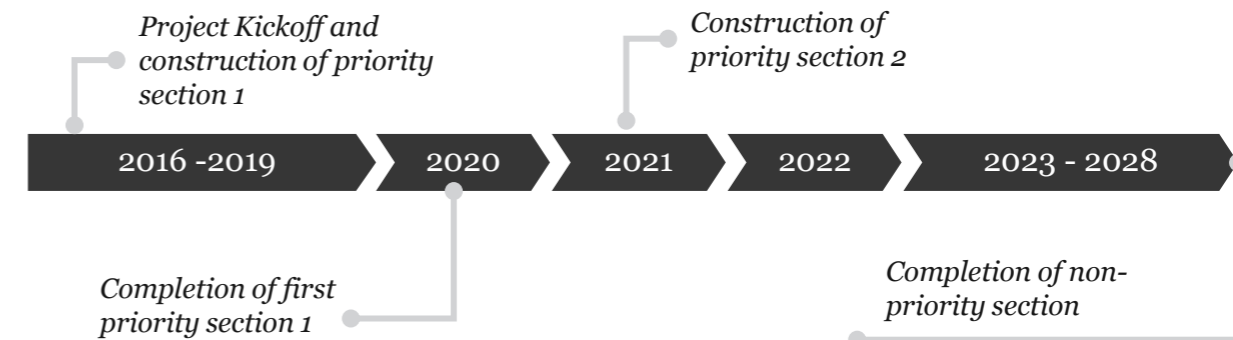 Project Kickoff and
construction of priority
section 1
Construction of
priority section 2
2016 -2019
2020
2021
2022
2023 - 2028
Completion of first
priority section 1
Completion of non-
priority section